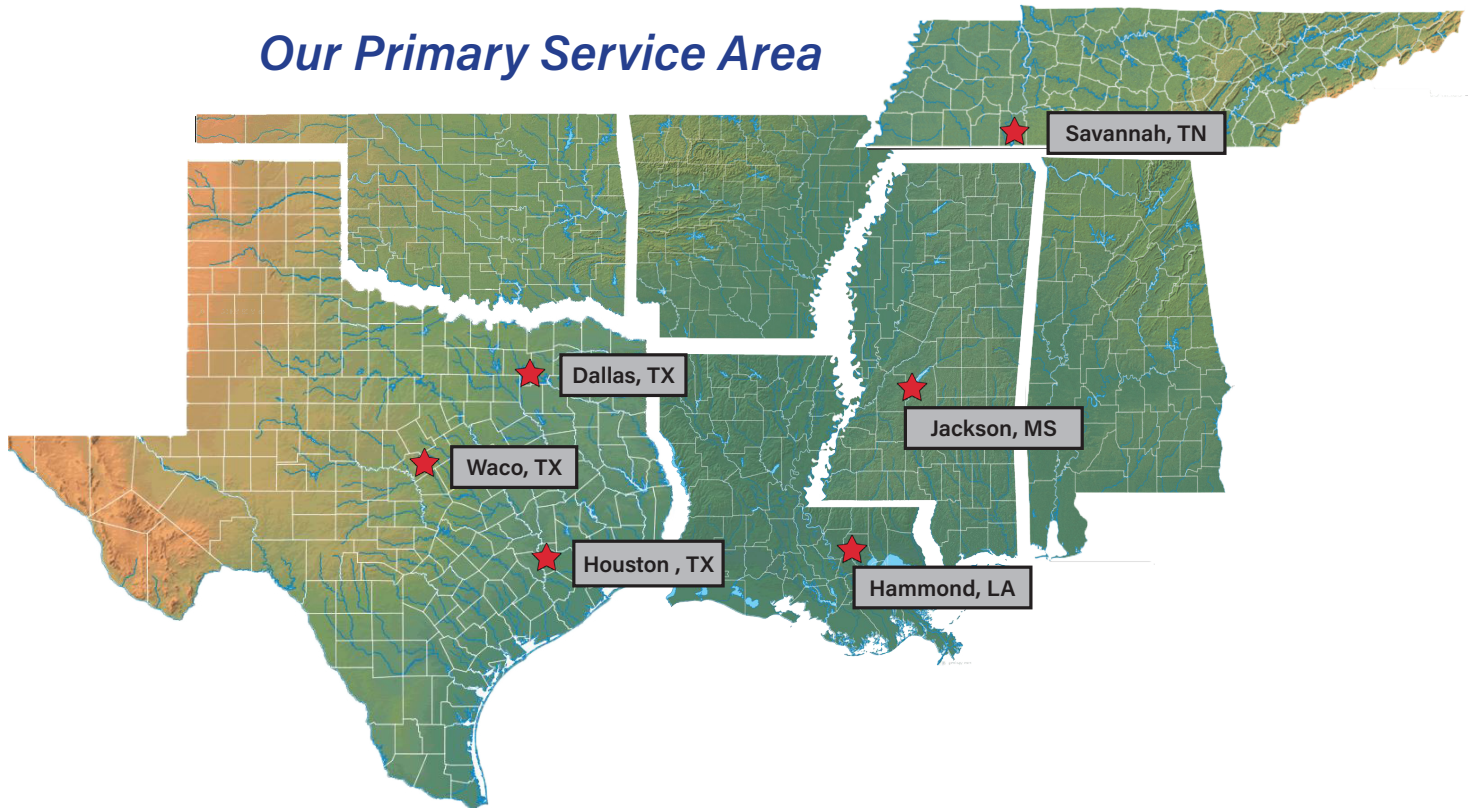 Our Primary Service Area
Savannah, TN
Dallas, TX
Jackson, MS
Waco, TX
Houston , TX
Hammond, LA